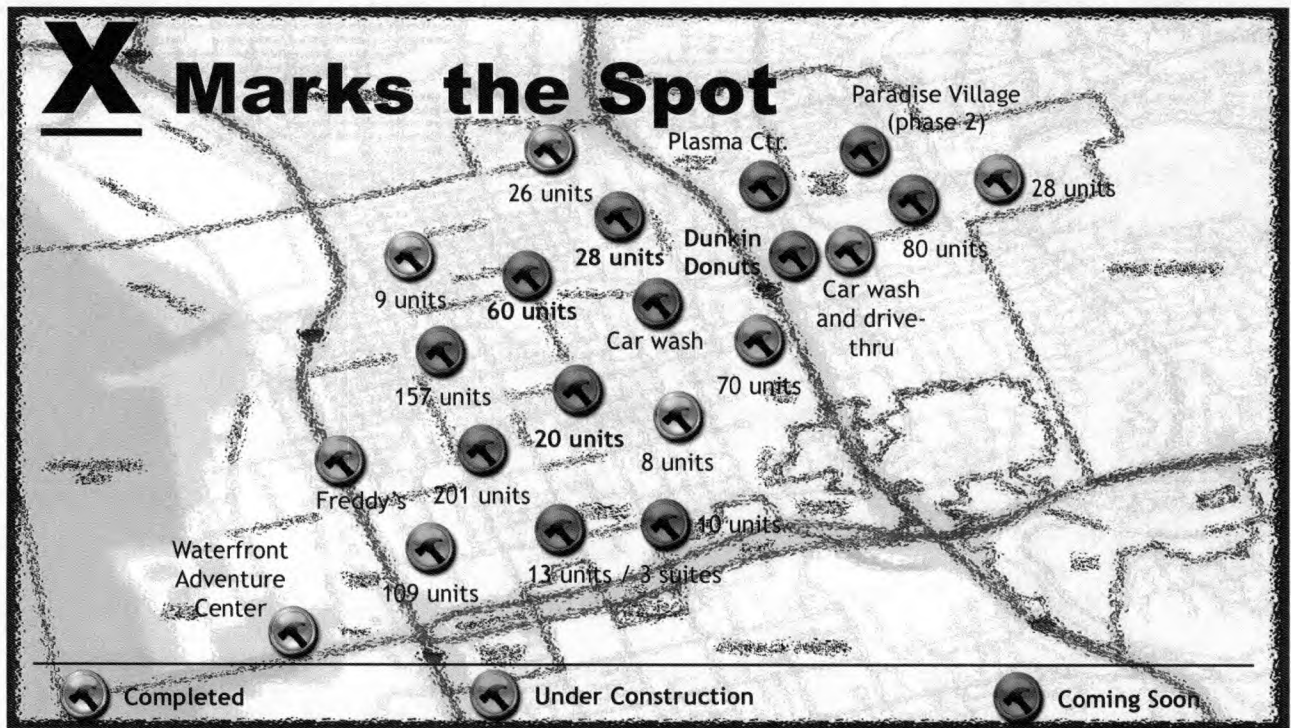 X Marks the Spot
Paradise Village
(phase 2)
Plasma Ctr.
26 units
28 units
28 units
Dunkin
Donuts
80 units
9 units
60 units
Car wash
Car wash
and drive-
thru
157 units
70 units
20 units
8 units
Freddy's
201 units
10 units
Waterfront
Adventure
Center
109 units
13 units / 3 suites
Completed
Under Construction
Coming Soon